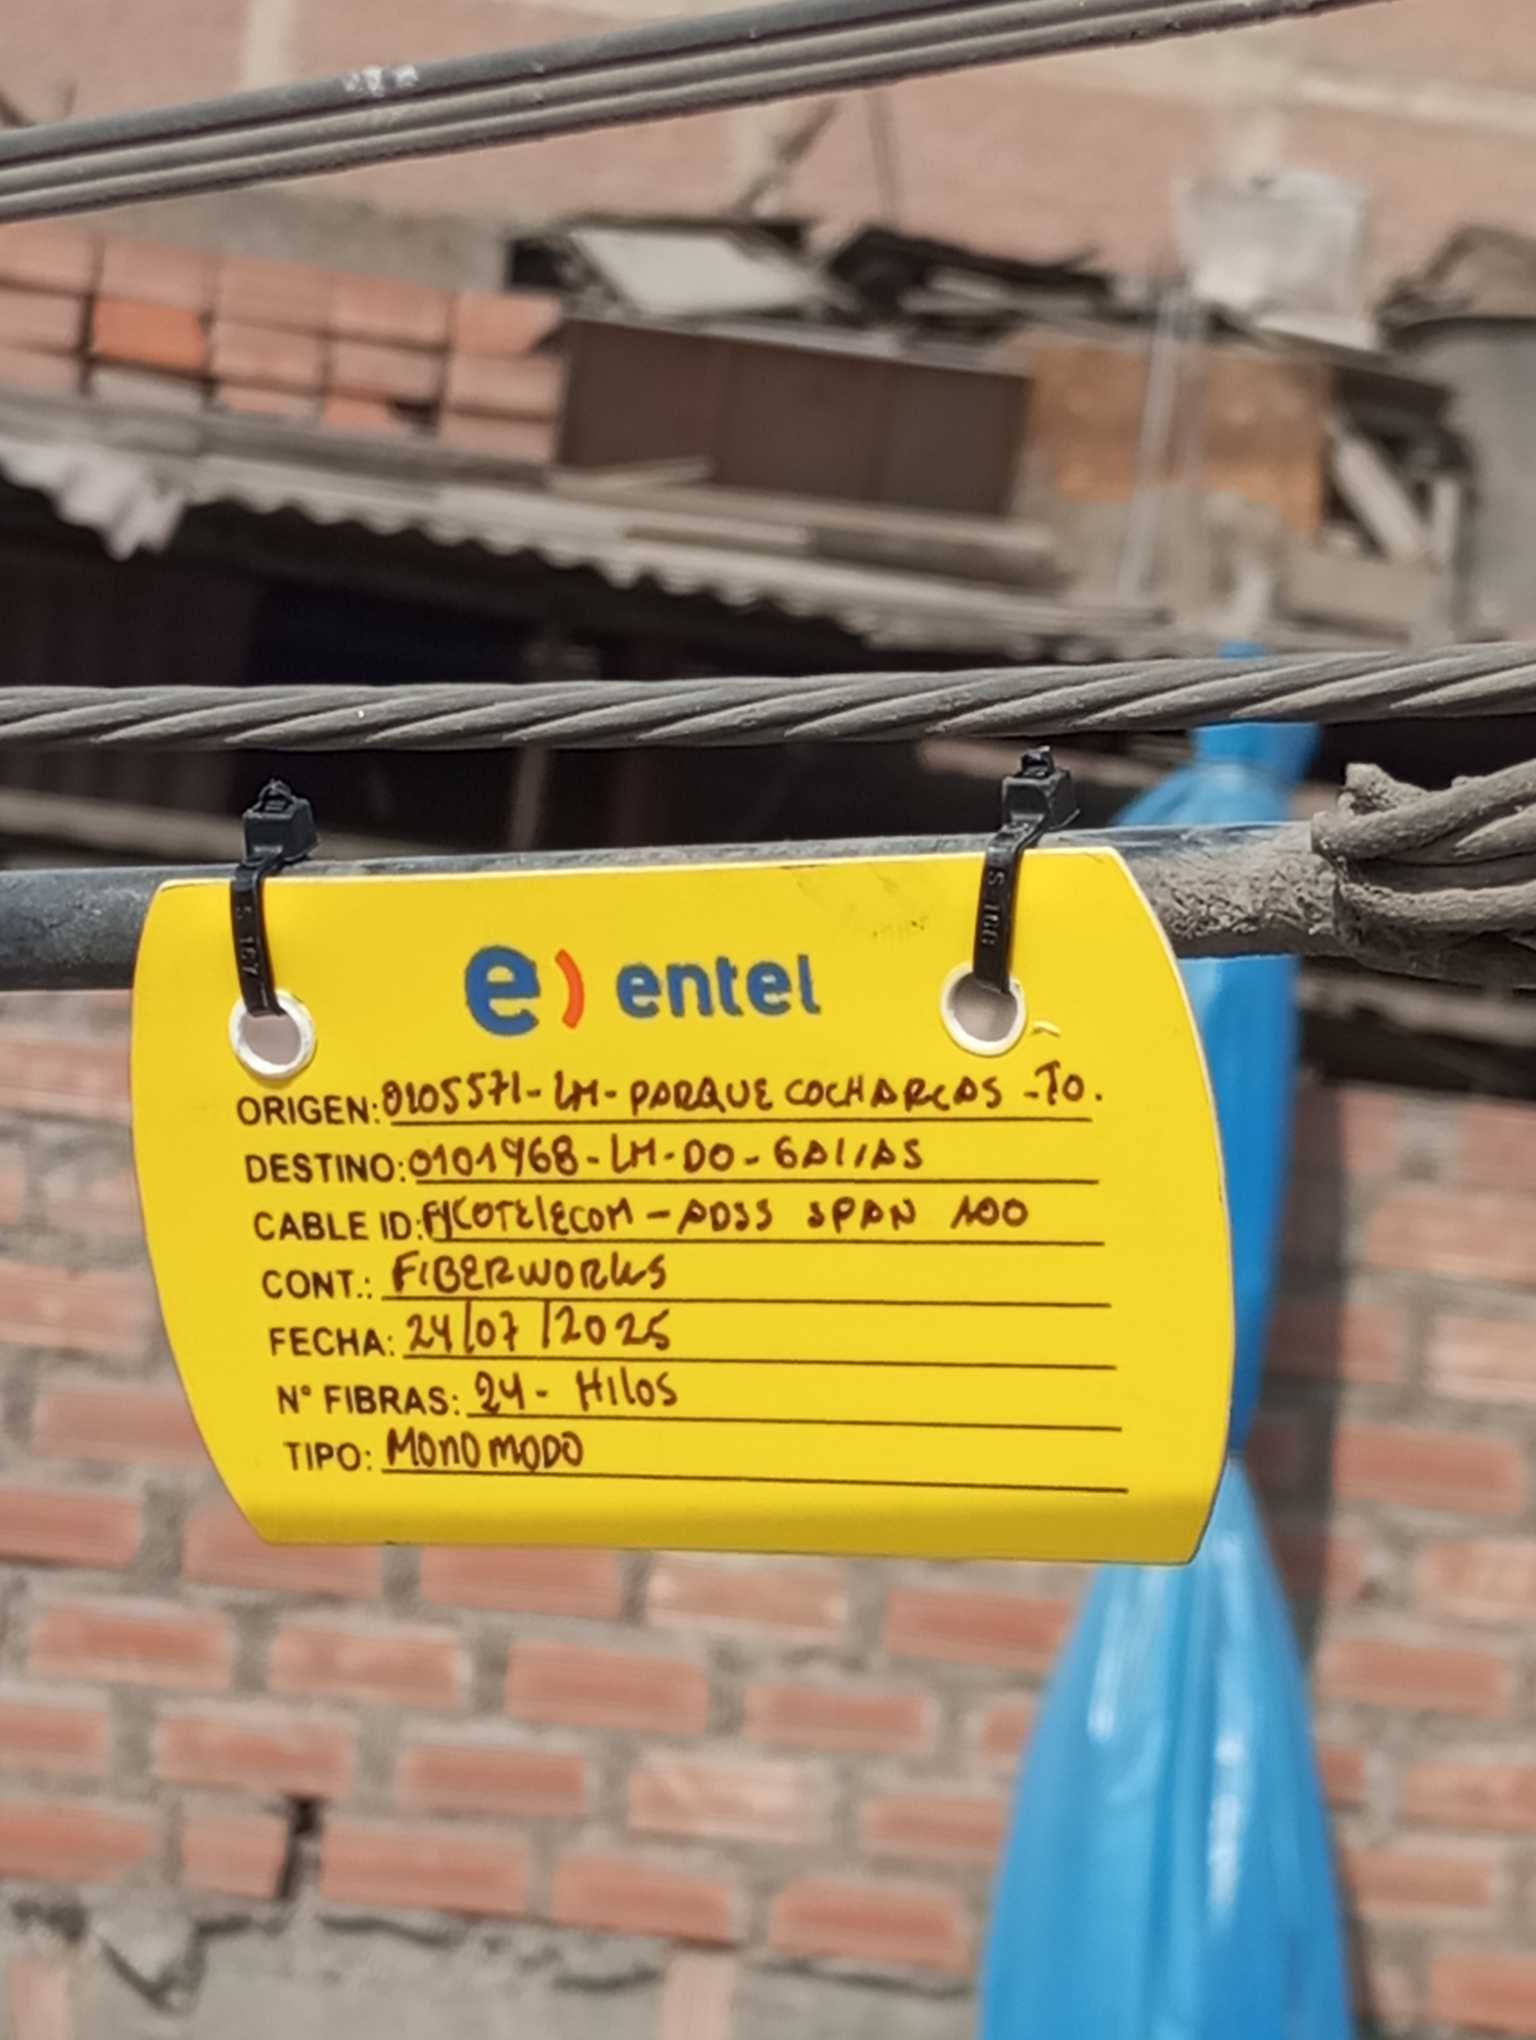 e) entel
ORIGEN: 0105571-LM-PARQUE COCHARCAS -TO.
DESTINO: 0101968-LM-DO-GALIAS
CABLE ID: FYCOTELECOM - ADSS SPAN 100
CONT.: FIBERWORKS
FECHA: 24/07/2025
N° FIBRAS: 24- HILOS
TIPO: MONOMODO